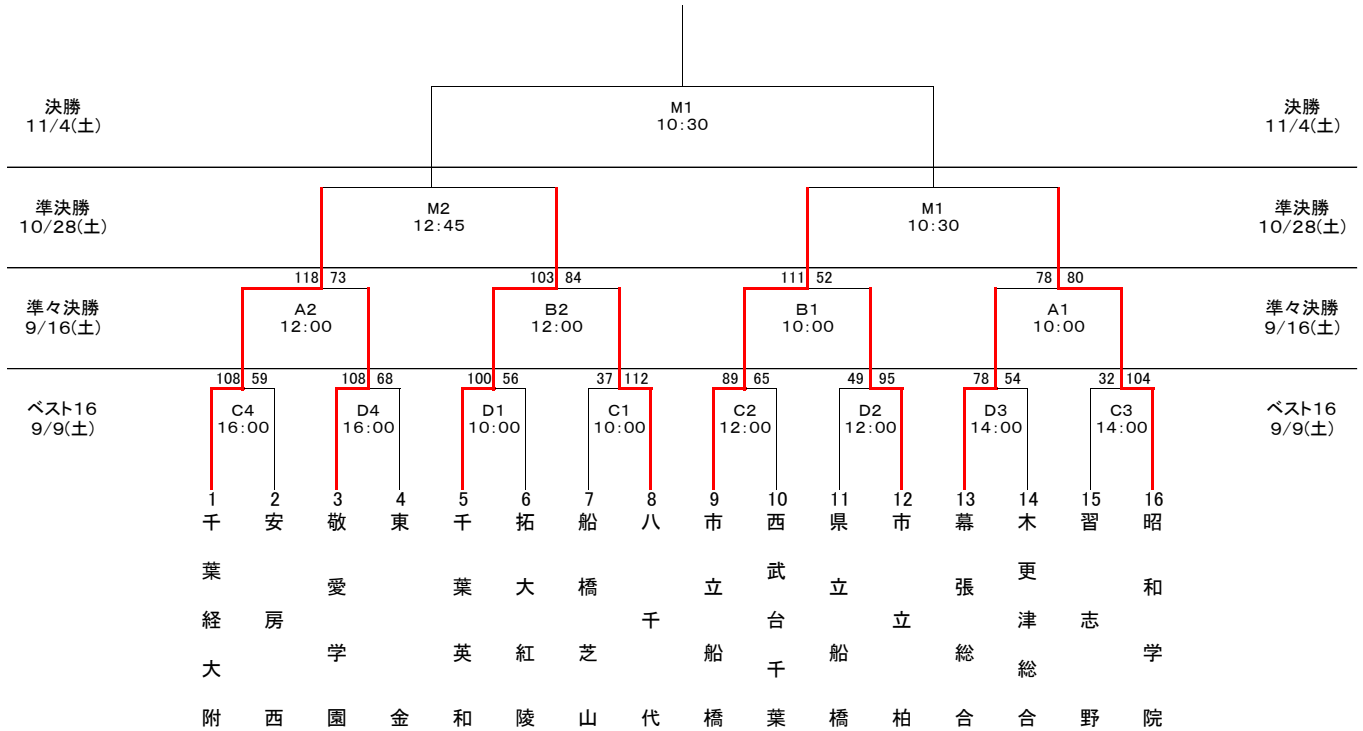 決勝
11/4(土)
M1
10:30
決勝
11/4(土)
準決勝
10/28(土)
M2
12:45
M1
10:30
準決勝
10/28(土)
118 73
103 84
111 52
78 80
準々決勝
9/16(土)
A2
12:00
B2
12:00
B1
10:00
A1
10:00
準々決勝
9/16(土)
108 59
108 68
100 56
37 112
89 65
49 95
78 54
32 104
ベスト16
9/9(土)
C4
16:00
D4
16:00
D1
10:00
C1
10:00
C2
12:00
D2
12:00
D3
14:00
C3
14:00
ベスト16
9/9(土)
1
千葉経大附
2
安房西
3
敬愛学園
4
東金
5
千葉英和
6
拓大紅陵
7
船橋芝山
8
八千代
9
市立船橋
10
西武台千葉
11
県立船橋
12
市立柏
13
幕張総合
14
木更津総合
15
習志野
16
昭和学院